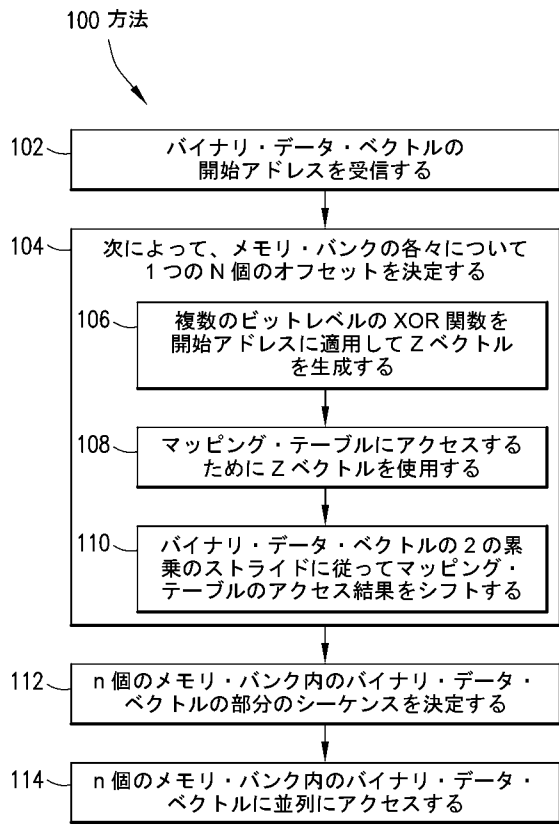 100 方法
102
バイナリ・データ・ベクトルの
開始アドレスを受信する
104
次によって、メモリ・バンクの各々について
1つのN個のオフセットを決定する
106
複数のビットレベルのXOR関数を
開始アドレスに適用してZベクトル
を生成する
108
マッピング・テーブルにアクセスする
ためにZベクトルを使用する
110
バイナリ・データ・ベクトルの2の累
乗のストライドに従ってマッピング・
テーブルのアクセス結果をシフトする
112
n個のメモリ・バンク内のバイナリ・データ・
ベクトルの部分のシーケンスを決定する
114
n個のメモリ・バンク内のバイナリ・データ・
ベクトルに並列にアクセスする